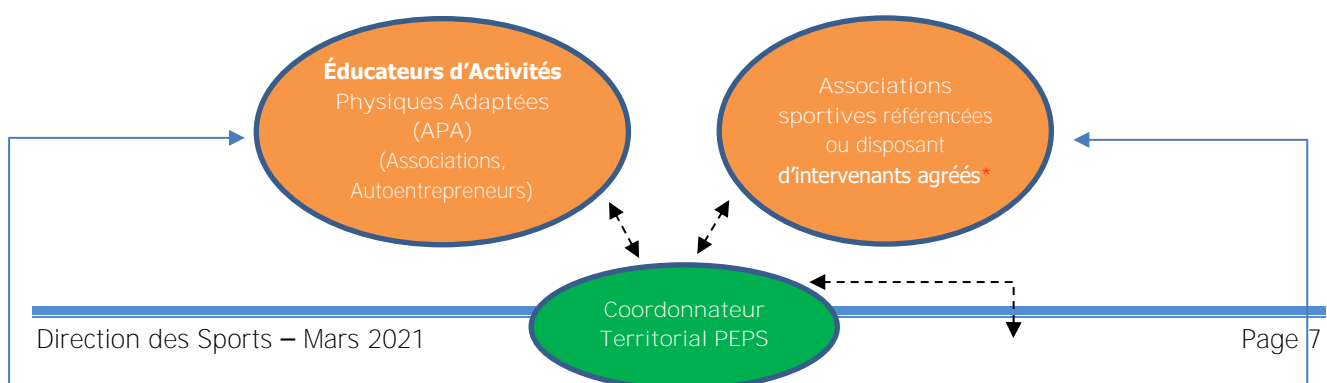 Éducateurs d’Activités
Physiques Adaptées
(APA)
(Associations,
Autoentrepreneurs)
Associations
sportives référencées
ou disposant
d’intervenants agréés*
Coordonnateur
Territorial PEPS
Direction des Sports – Mars 2021
Page 7